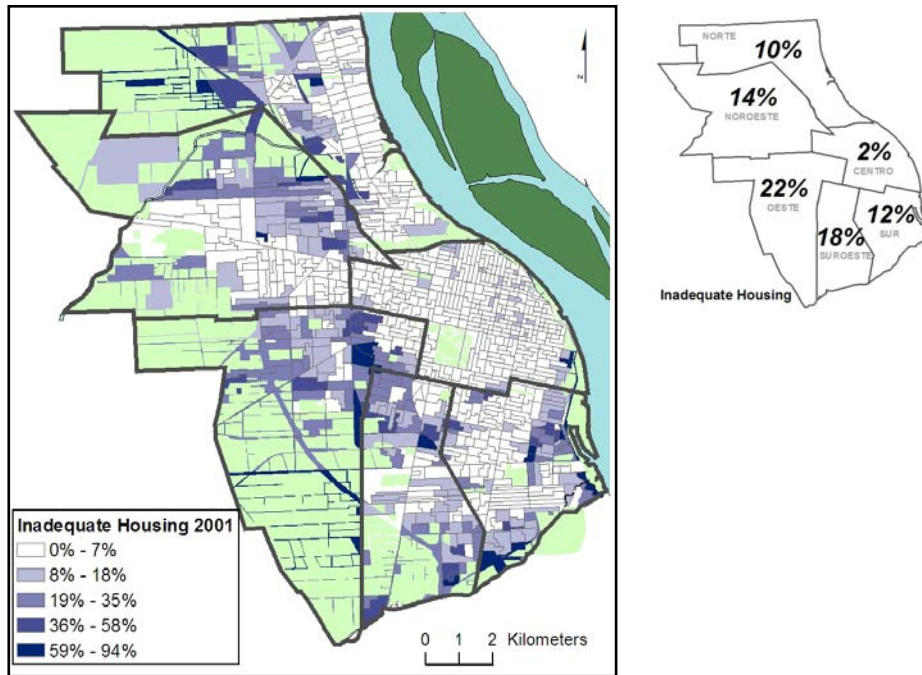 N
Inadequate Housing 2001
0% - 7%
8% - 18%
19% - 35%
36% - 58%
59% - 94%
0 1 2 Kilometers
NORTE
10%
14%
NOROESTE
2%
CENTRO
22%
OESTE
12%
SUR
18%
SUROESTE
Inadequate Housing